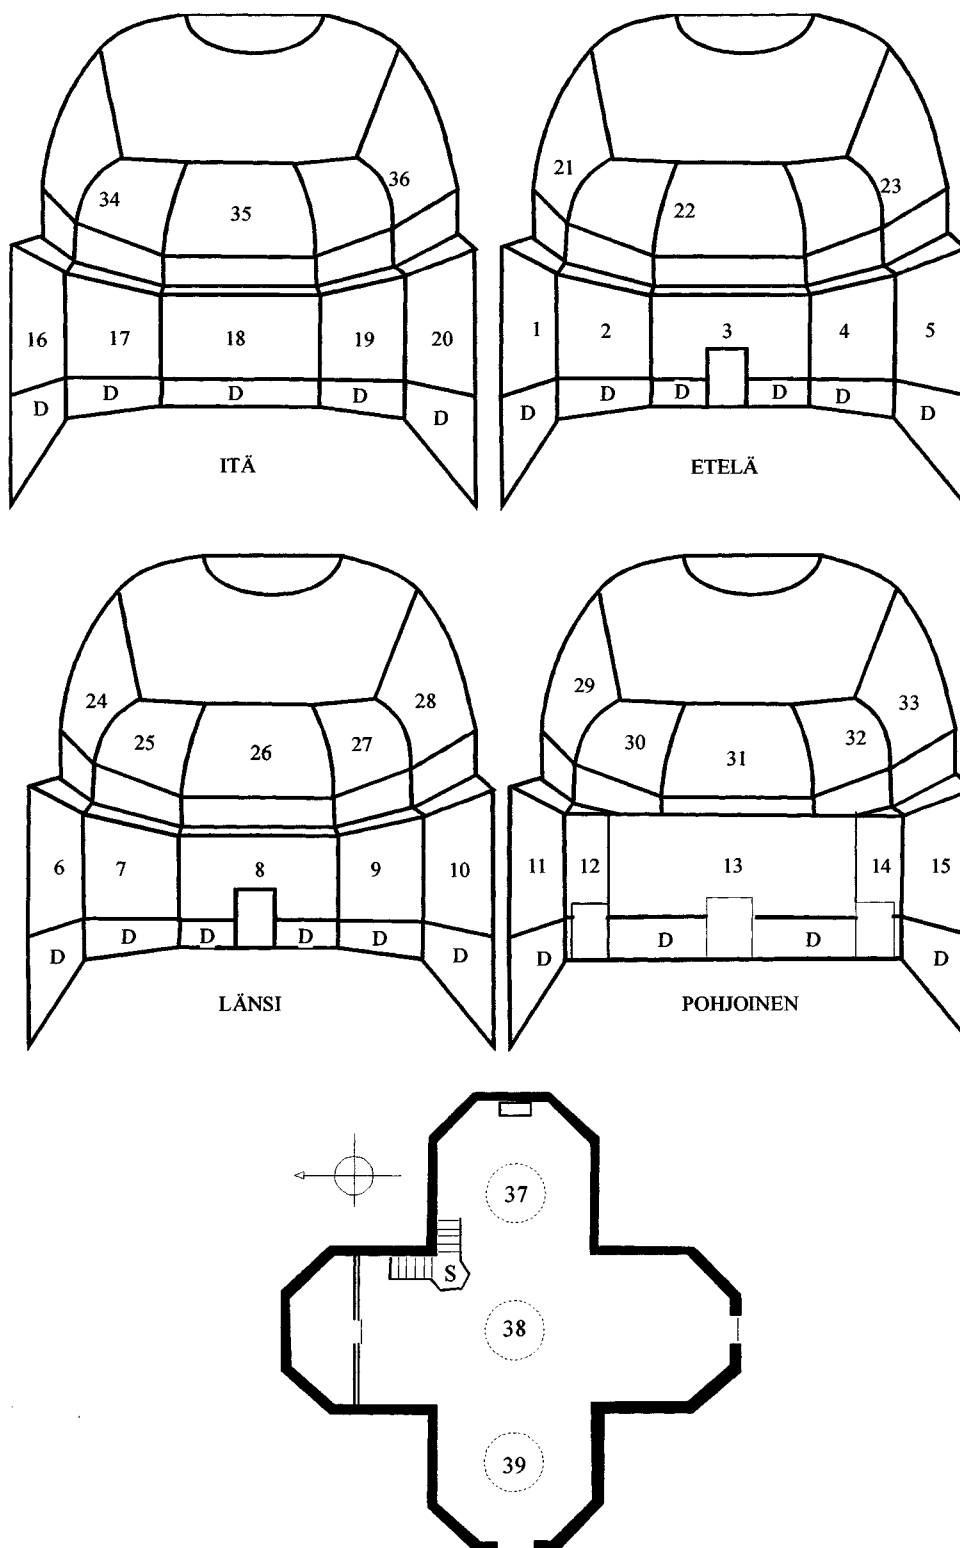 34 35 36
16 17 18 19 20
D D D D D
ITÄ
21 22 23
1 2 3 4 5
D D D D D D
ETELÄ
24 25 26 27 28
6 7 8 9 10
D D D D D D
LÄNSI
29 30 31 32 33
11 12 13 14 15
D D D D
POHJOINEN
37
S
38
39